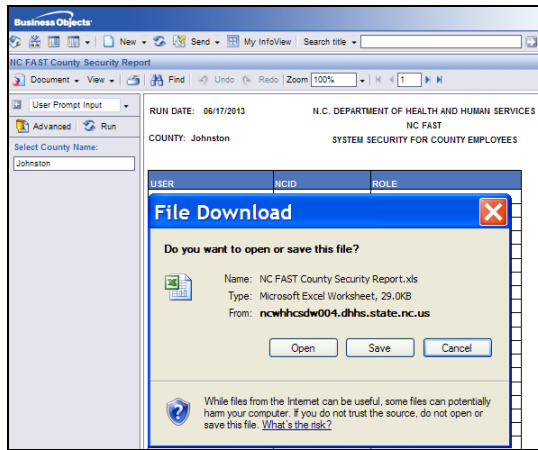 Business Objects
New Send My InfoView Search title
NC FAST County Security Report
Document View Find Undo Redo Zoom 100% 1
User Prompt Input
Advanced Run
Select County Name:
Johnston
RUN DATE: 06/17/2013 N.C. DEPARTMENT OF HEALTH AND HUMAN SERVICES
NC FAST
COUNTY: Johnston SYSTEM SECURITY FOR COUNTY EMPLOYEES
USER NCID ROLE
File Download
Do you want to open or save this file?
Name: NC FAST County Security Report.xls
Type: Microsoft Excel Worksheet, 29.0KB
From: ncwhhcsdw004.dhhs.state.nc.us
Open Save Cancel
While files from the Internet can be useful, some files can potentially
harm your computer. If you do not trust the source, do not open or
save this file. What's the risk?